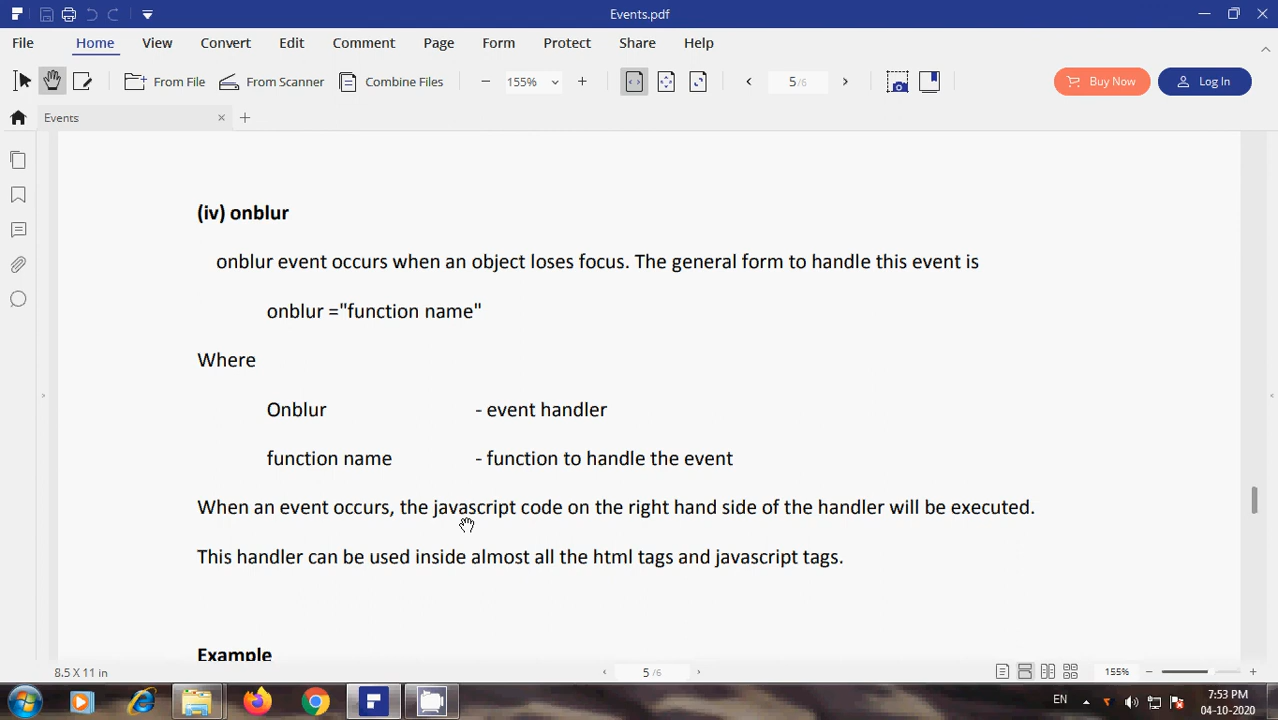 Events.pdf
File Home View Convert Edit Comment Page Form Protect Share Help
From File From Scanner Combine Files 155% 5/6 Buy Now Log In
Events
(iv) onblur
onblur event occurs when an object loses focus. The general form to handle this event is
onblur ="function name"
Where
Onblur - event handler
function name - function to handle the event
When an event occurs, the javascript code on the right hand side of the handler will be executed.
This handler can be used inside almost all the html tags and javascript tags.
Example
8.5 X 11 in 5 /6 155%
EN 7:53 PM
04-10-2020